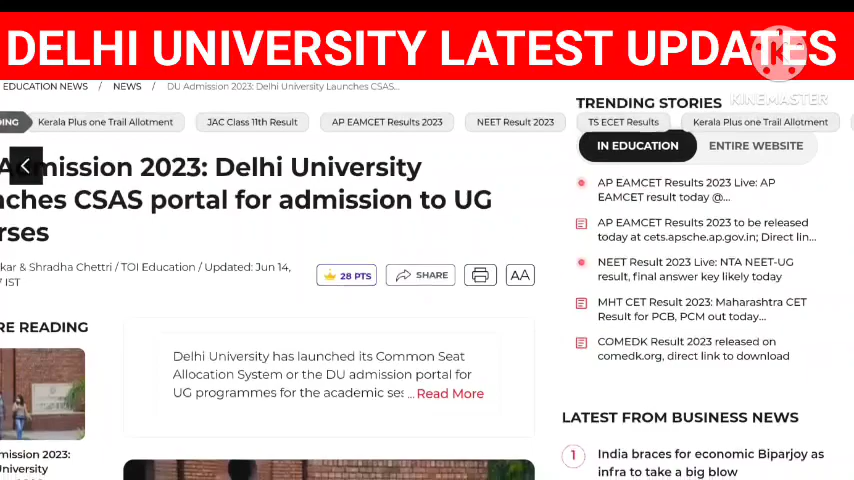 DELHI UNIVERSITY LATEST UPDATES
KINEMASTER
EDUCATION NEWS / NEWS / DU Admission 2023: Delhi University Launches CSAS...
Kerala Plus one Trail Allotment
JAC Class 11th Result
AP EAMCET Results 2023
NEET Result 2023
TS ECET Results
Kerala Plus one Trail Allotment
mission 2023: Delhi University
ches CSAS portal for admission to UG
rses
kar & Shradha Chettri / TOI Education / Updated: Jun 14,
IST
28 PTS
SHARE
AA
RE READING
Delhi University has launched its Common Seat
Allocation System or the DU admission portal for
UG programmes for the academic ses ... Read More
mission 2023:
University
TRENDING STORIES
IN EDUCATION
ENTIRE WEBSITE
AP EAMCET Results 2023 Live: AP
EAMCET result today @...
AP EAMCET Results 2023 to be released
today at cets.apsche.ap.gov.in; Direct lin...
NEET Result 2023 Live: NTA NEET-UG
result, final answer key likely today
MHT CET Result 2023: Maharashtra CET
Result for PCB, PCM out today...
COMEDK Result 2023 released on
comedk.org, direct link to download
LATEST FROM BUSINESS NEWS
1
India braces for economic Biparjoy as
infra to take a big blow